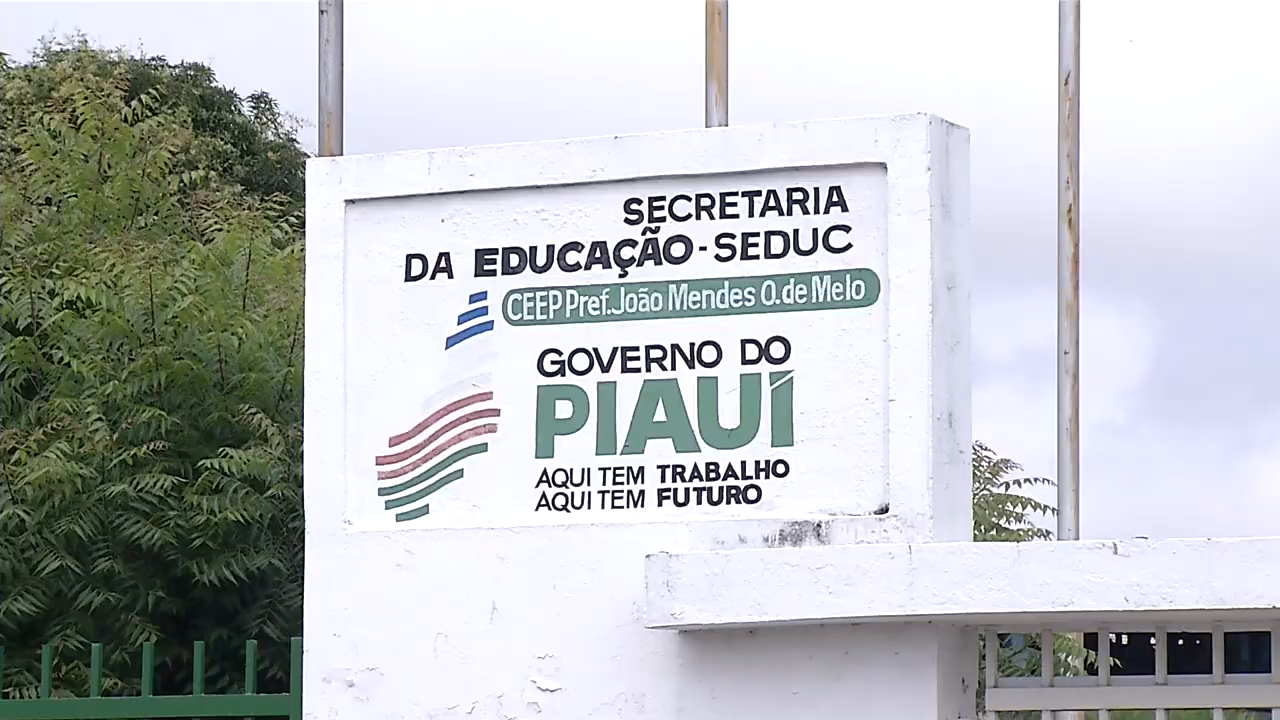 SECRETARIA
DA EDUCAÇÃO - SEDUC
CEEP Pref. João Mendes O. de Melo
GOVERNO DO
PIAUÍ
AQUI TEM TRABALHO
AQUI TEM FUTURO